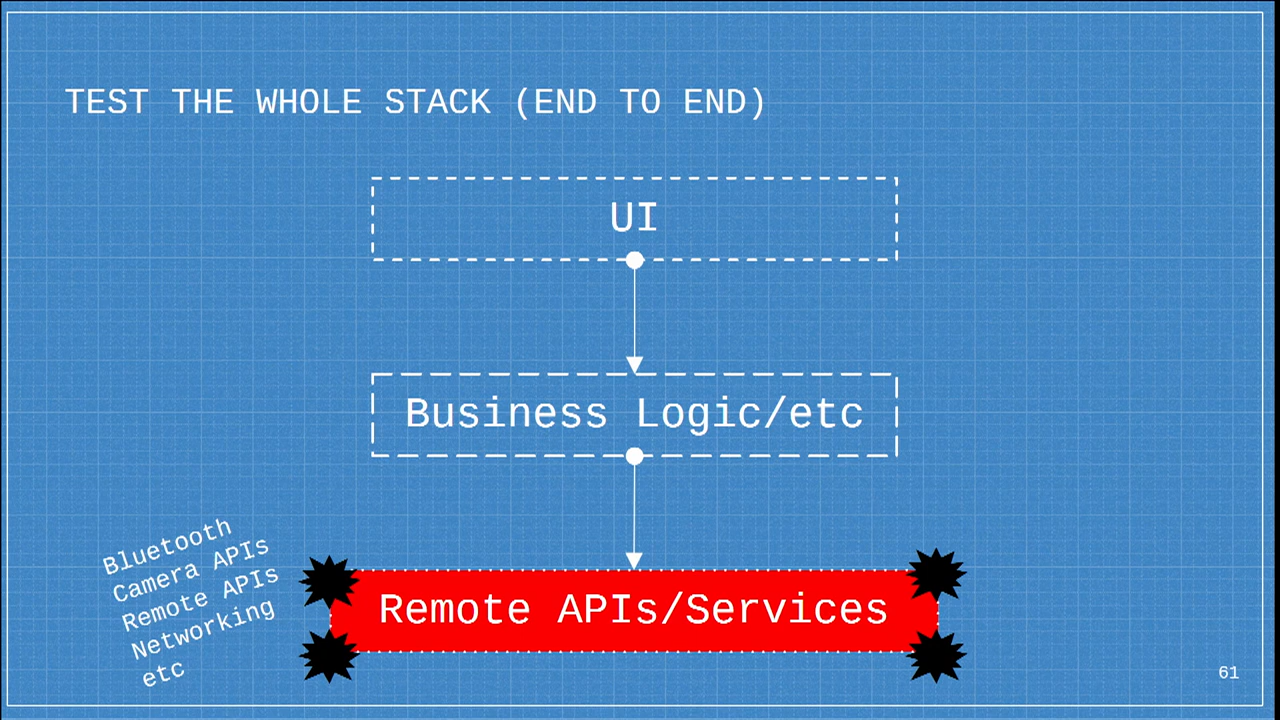 TEST THE WHOLE STACK (END TO END)
UI
Business Logic/etc
Bluetooth
Camera APIs
Remote APIs
Networking
etc
Remote APIs/Services
61